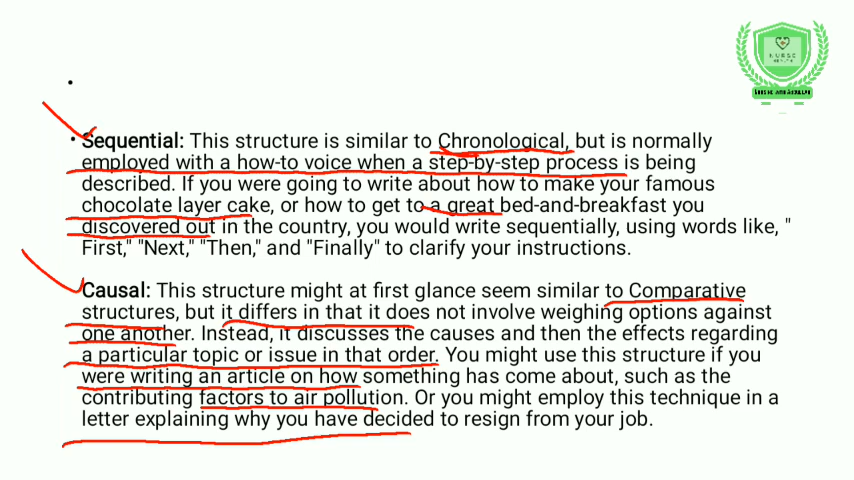 NURSE
• Sequential: This structure is similar to Chronological, but is normally
employed with a how-to voice when a step-by-step process is being
described. If you were going to write about how to make your famous
chocolate layer cake, or how to get to a great bed-and-breakfast you
discovered out in the country, you would write sequentially, using words like, "
First," "Next," "Then," and "Finally" to clarify your instructions.
Causal: This structure might at first glance seem similar to Comparative
structures, but it differs in that it does not involve weighing options against
one another. Instead, it discusses the causes and then the effects regarding
a particular topic or issue in that order. You might use this structure if you
were writing an article on how something has come about, such as the
contributing factors to air pollution. Or you might employ this technique in a
letter explaining why you have decided to resign from your job.